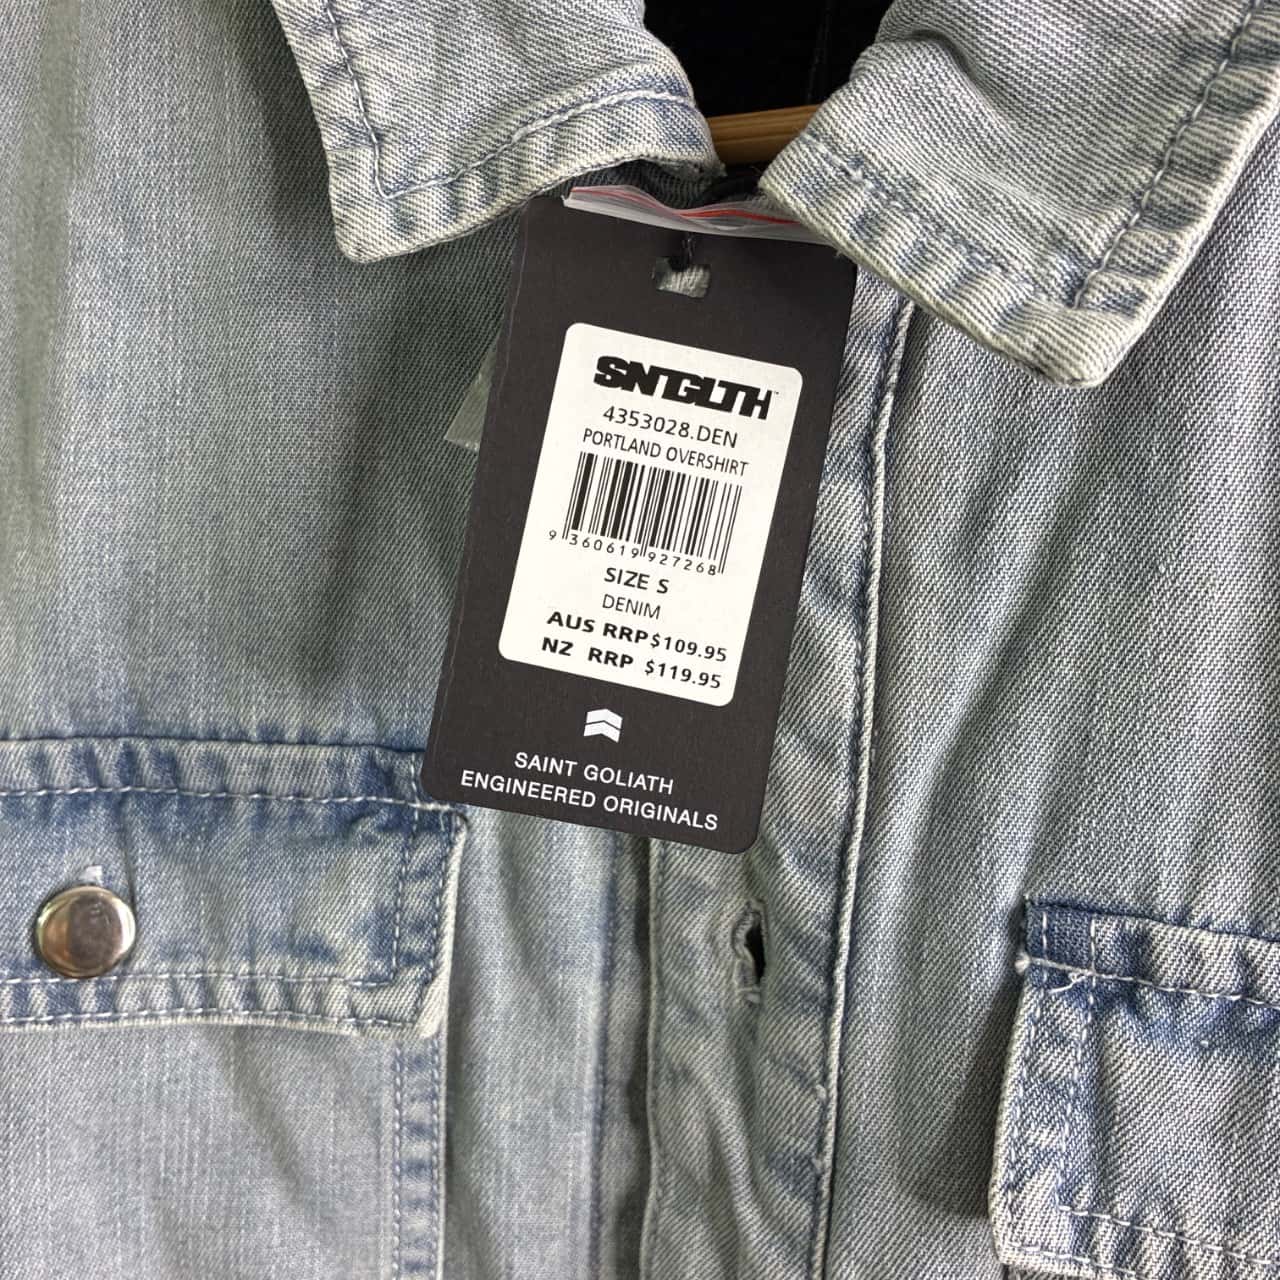 SNTGLTH™
4353028.DEN
PORTLAND OVERSHIRT
9 360619 927268
SIZE S
DENIM
AUS RRP $109.95
NZ RRP $119.95
SAINT GOLIATH
ENGINEERED ORIGINALS